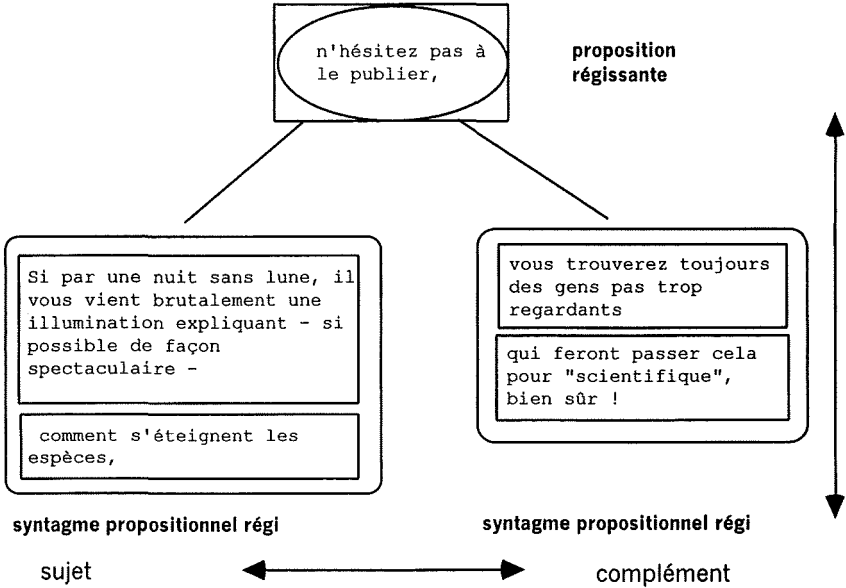 n'hésitez pas à
le publier,
proposition
régissante
Si par une nuit sans lune, il
vous vient brutalement une
illumination expliquant - si
possible de façon
spectaculaire -
comment s'éteignent les
espèces,
vous trouverez toujours
des gens pas trop
regardants
qui feront passer cela
pour "scientifique",
bien sûr !
syntagme propositionnel régi
syntagme propositionnel régi
sujet
complément